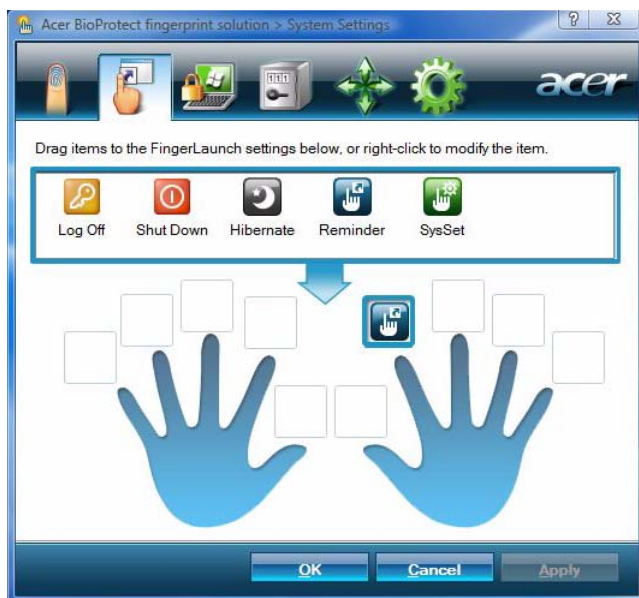 Acer BioProtect fingerprint solution > System Settings
acer
Drag items to the FingerLaunch settings below, or right-click to modify the item.
Log Off Shut Down Hibernate Reminder SysSet
OK Cancel Apply